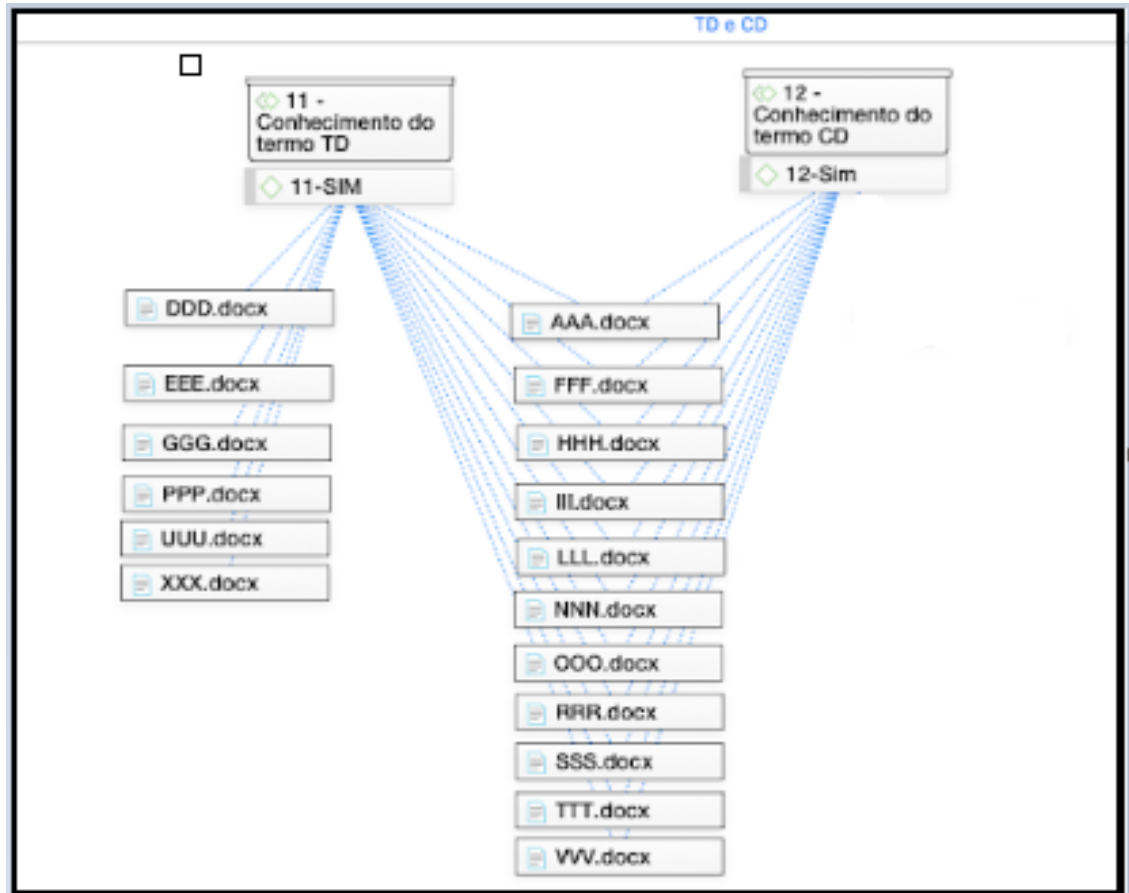 TD e CD
11 -
Conhecimento do
termo TD
11-SIM
12 -
Conhecimento do
termo CD
12-Sim
DDD.docx
EEE.docx
GGG.docx
PPP.docx
UUU.docx
XXX.docx
AAA.docx
FFF.docx
HHH.docx
III.docx
LLL.docx
NNN.docx
OOO.docx
RRR.docx
SSS.docx
TTT.docx
VVV.docx